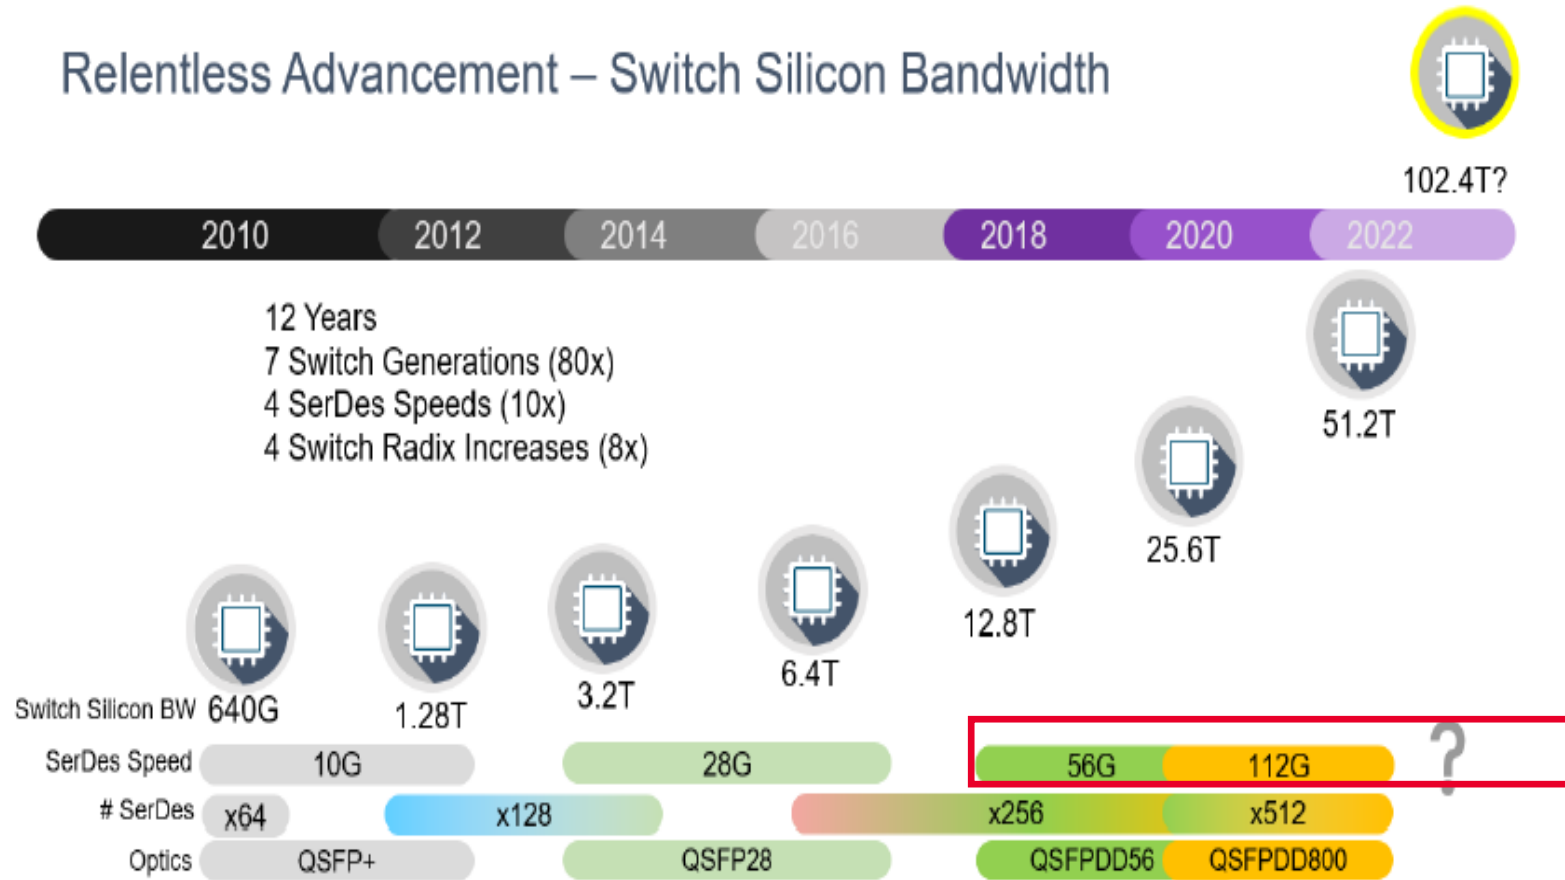 Relentless Advancement – Switch Silicon Bandwidth
102.4T?
2010 2012 2014 2016 2018 2020 2022
12 Years
7 Switch Generations (80x)
4 SerDes Speeds (10x)
4 Switch Radix Increases (8x)
51.2T
25.6T
12.8T
6.4T
3.2T
1.28T
Switch Silicon BW 640G
SerDes Speed 10G 28G 56G 112G ?
# SerDes x64 x128 x256 x512
Optics QSFP+ QSFP28 QSFPDD56 QSFPDD800